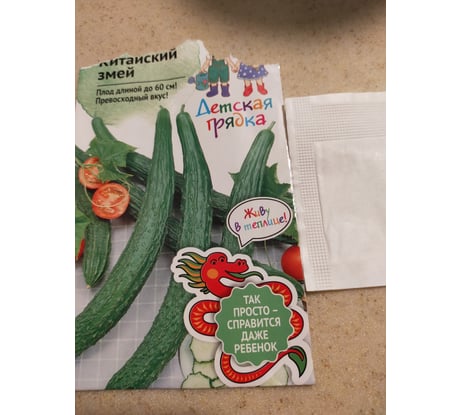 Китайский
змей
Плод длиной до 60 см!
Превосходный вкус!
Детская
грядка
Живу
в теплице!
ТАК
ПРОСТО –
СПРАВИТСЯ
ДАЖЕ
РЕБЕНОК